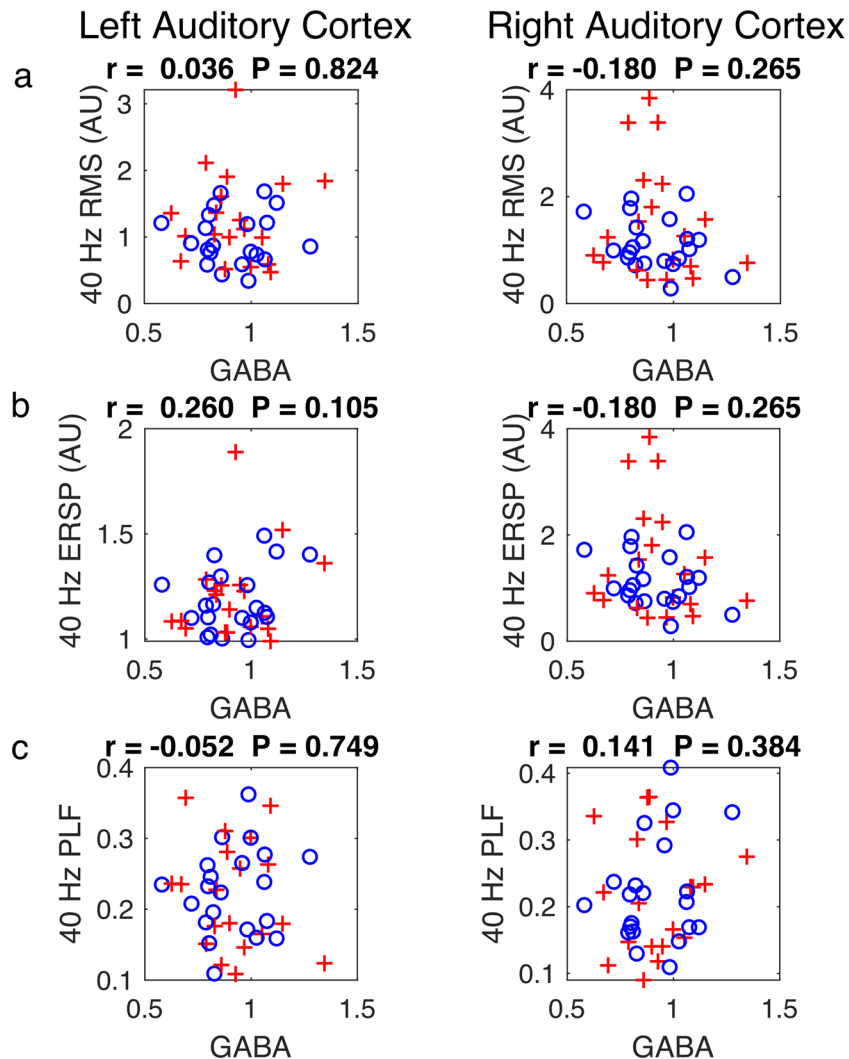 Left Auditory Cortex Right Auditory Cortex
a
r = 0.036 P = 0.824
40 Hz RMS (AU)
3
2
1
0
0.5 1 1.5
GABA
r = -0.180 P = 0.265
40 Hz RMS (AU)
4
2
0
0.5 1 1.5
GABA
b
r = 0.260 P = 0.105
40 Hz ERSP (AU)
2
1.5
1
0.5 1 1.5
GABA
r = -0.180 P = 0.265
40 Hz ERSP (AU)
4
2
0
0.5 1 1.5
GABA
c
r = -0.052 P = 0.749
40 Hz PLF
0.4
0.3
0.2
0.1
0.5 1 1.5
GABA
r = 0.141 P = 0.384
40 Hz PLF
0.4
0.3
0.2
0.1
0.5 1 1.5
GABA